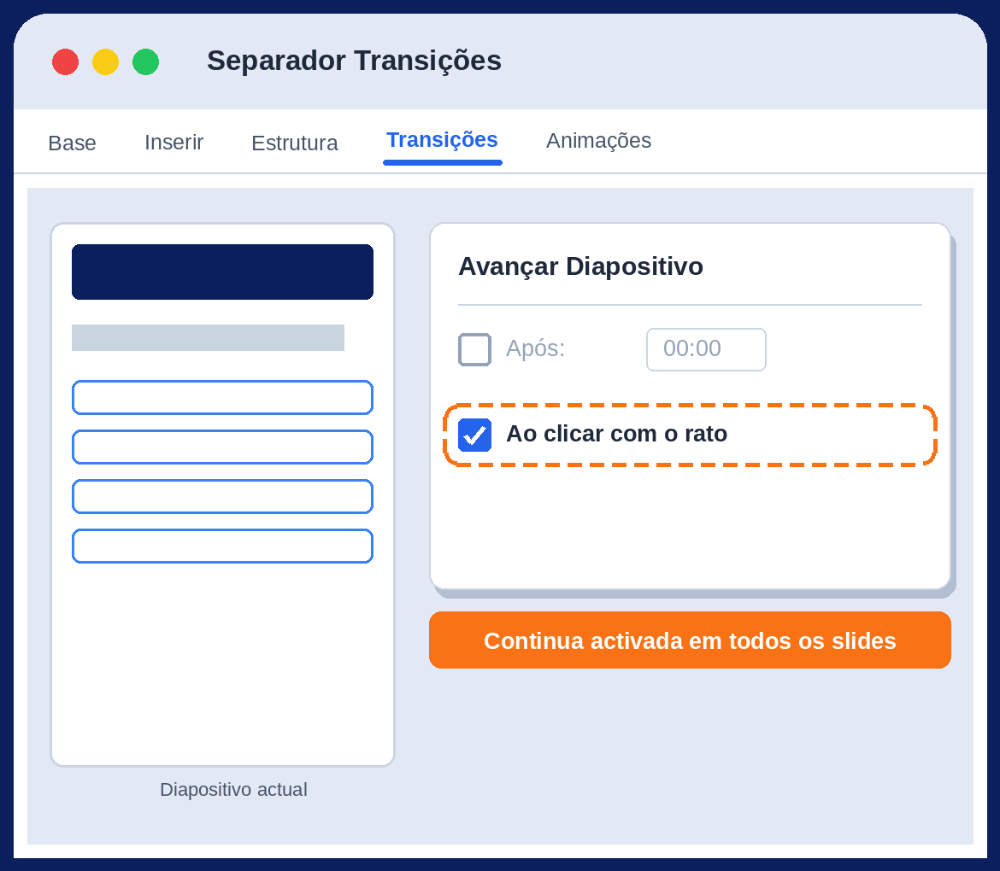 Separador Transições
Base Inserir Estrutura Transições Animações
Avançar Diapositivo
Após: 00:00
Ao clicar com o rato
Continua activada em todos os slides
Diapositivo actual